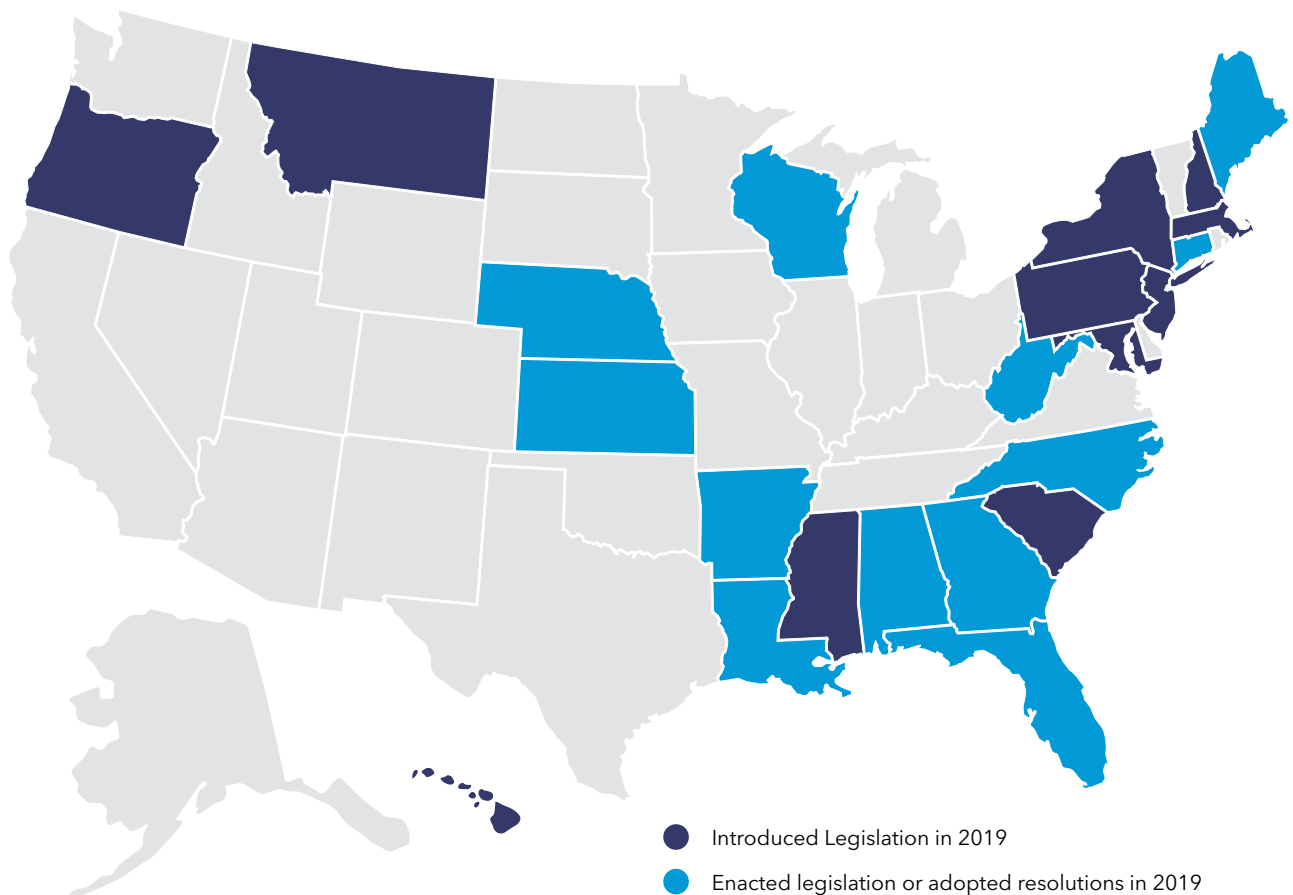 Introduced Legislation in 2019
Enacted legislation or adopted resolutions in 2019